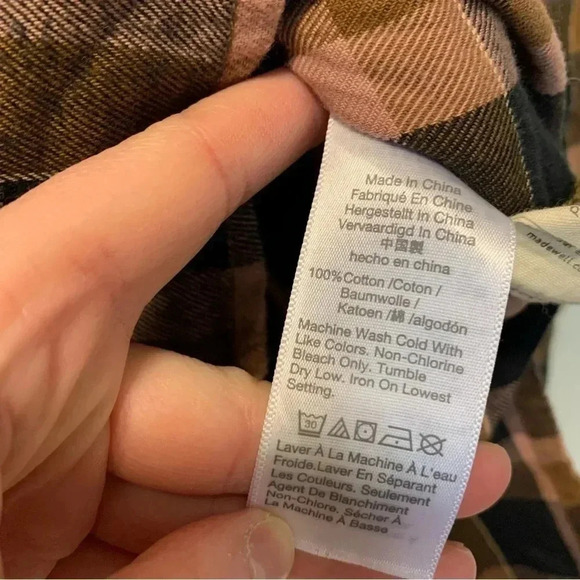 Made In China
Fabriqué En Chine
Hergestellt in China
Vervaardigd In China
中国製
hecho en china
100%Cotton /Coton /
Baumwolle /
Katoen /綿 /algodón
Machine Wash Cold With
Like Colors. Non-Chlorine
Bleach Only. Tumble
Dry Low. Iron On Lowest
Setting.
30
Laver À La Machine À L'eau
Froide.Laver En Séparant
Les Couleurs. Seulement
Agent De Blanchiment
Non-Chlore. Sécher À
La Machine À Basse
madewell.c